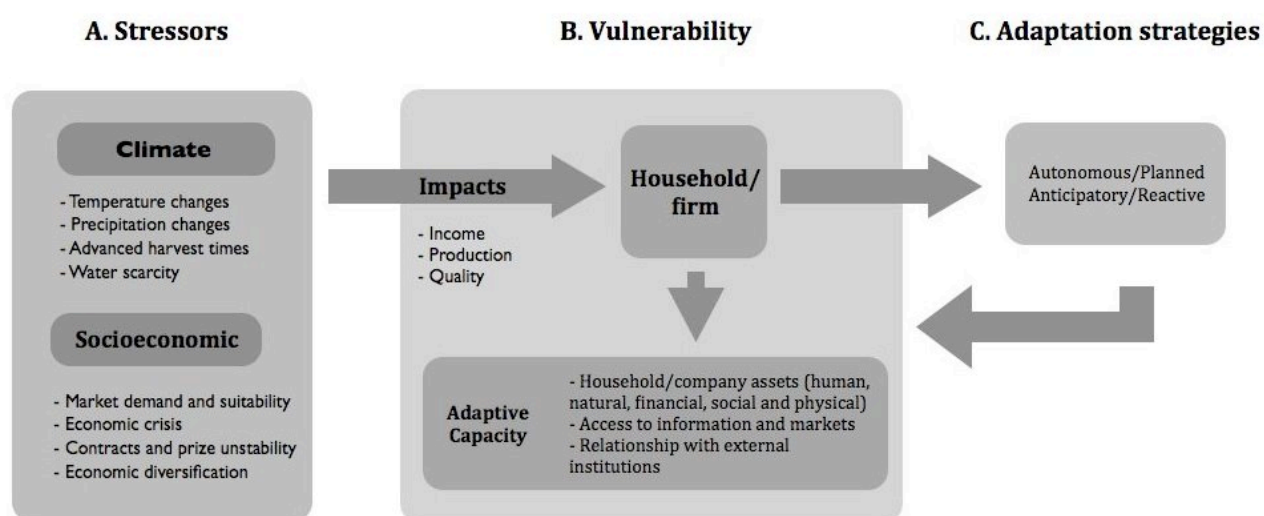 A. Stressors
B. Vulnerability
C. Adaptation strategies
Climate
- Temperature changes
- Precipitation changes
- Advanced harvest times
- Water scarcity
Socioeconomic
- Market demand and suitability
- Economic crisis
- Contracts and prize unstability
- Economic diversification
Impacts
- Income
- Production
- Quality
Household/
firm
Adaptive
Capacity
- Household/company assets (human,
natural, financial, social and physical)
- Access to information and markets
- Relationship with external
institutions
Autonomous/Planned
Anticipatory/Reactive